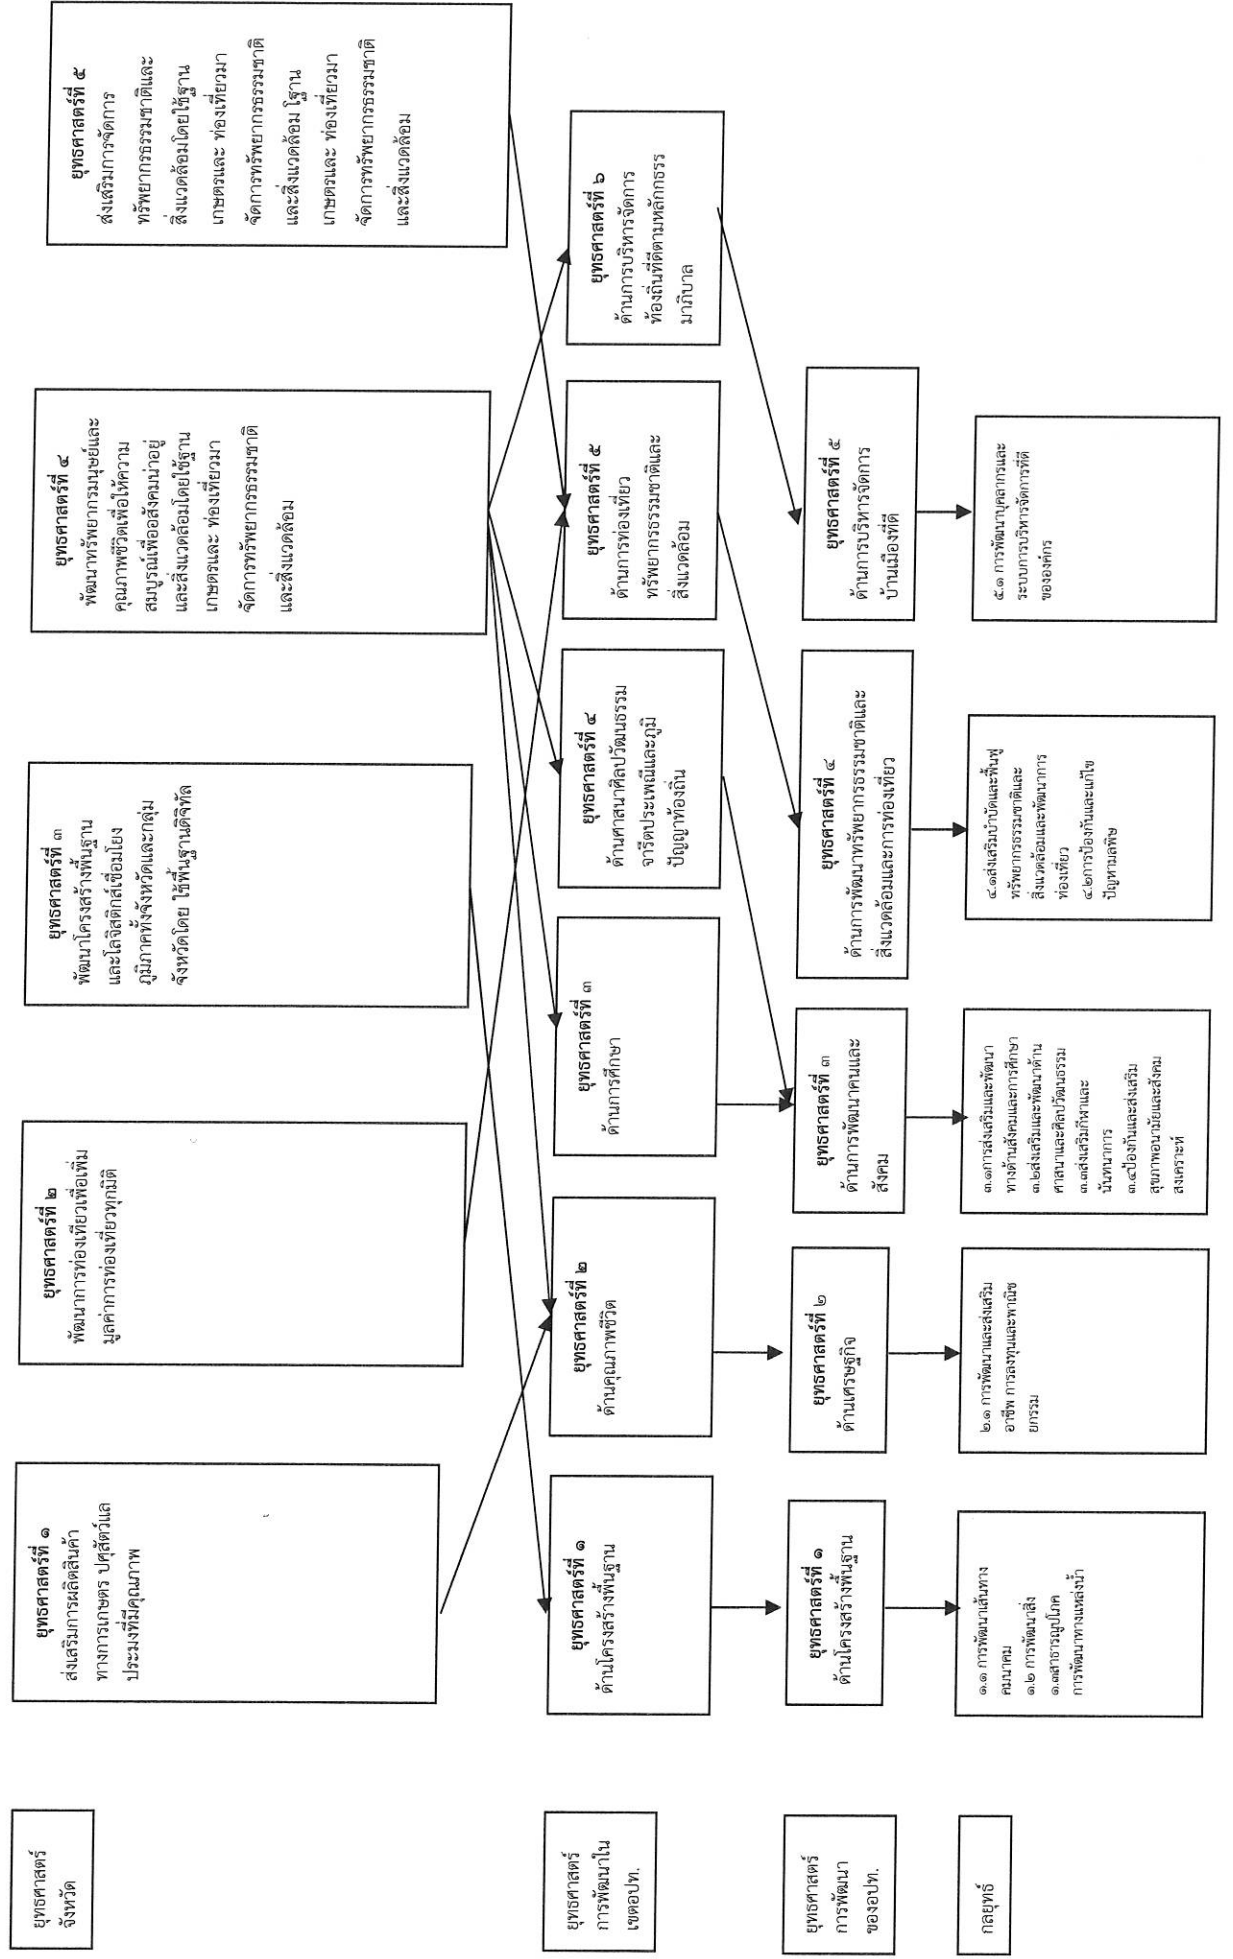 ยุทธศาสตร์
จังหวัด
ยุทธศาสตร์ที่ ๑
ส่งเสริมการผลิตสินค้า
ทางการเกษตร ปศุสัตว์แล
ประมงที่มีคุณภาพ
ยุทธศาสตร์ที่ ๒
พัฒนาการท่องเที่ยวเพื่อเพิ่ม
มูลค่าการท่องเที่ยวทุกมิติ
ยุทธศาสตร์ที่ ๓
พัฒนาโครงสร้างพื้นฐาน
และโลจิสติกส์เชื่อมโยง
ภูมิภาคทั้งจังหวัดและกลุ่ม
จังหวัดโดย ใช้พื้นฐานดิจิทัล
ยุทธศาสตร์ที่ ๔
พัฒนาทรัพยากรมนุษย์และ
คุณภาพชีวิตเพื่อให้ความ
สมบูรณ์เพื่อสังคมน่าอยู่
และสิ่งแวดล้อมโดยใช้ฐาน
เกษตรและ ท่องเที่ยวมา
จัดการทรัพยากรธรรมชาติ
และสิ่งแวดล้อม
ยุทธศาสตร์ที่ ๕
ส่งเสริมการจัดการ
ทรัพยากรธรรมชาติและ
สิ่งแวดล้อมโดยใช้ฐาน
เกษตรและ ท่องเที่ยวมา
จัดการทรัพยากรธรรมชาติ
และสิ่งแวดล้อม โฐาน
เกษตรและ ท่องเที่ยวมา
จัดการทรัพยากรธรรมชาติ
และสิ่งแวดล้อม
ยุทธศาสตร์
การพัฒนาใน
เขตอปท.
ยุทธศาสตร์ที่ ๑
ด้านโครงสร้างพื้นฐาน
ยุทธศาสตร์ที่ ๒
ด้านคุณภาพชีวิต
ยุทธศาสตร์ที่ ๓
ด้านการศึกษา
ยุทธศาสตร์ที่ ๔
ด้านศาสนาศิลปวัฒนธรรม
จารีตประเพณีและภูมิ
ปัญญาท้องถิ่น
ยุทธศาสตร์ที่ ๕
ด้านการท่องเที่ยว
ทรัพยากรธรรมชาติและ
สิ่งแวดล้อม
ยุทธศาสตร์ที่ ๖
ด้านการบริหารจัดการ
ท้องถิ่นที่ดีตามหลักกธรร
มาภิบาล
ยุทธศาสตร์
การพัฒนา
ของอปท.
ยุทธศาสตร์ที่ ๑
ด้านโครงสร้างพื้นฐาน
ยุทธศาสตร์ที่ ๒
ด้านเศรษฐกิจ
ยุทธศาสตร์ที่ ๓
ด้านการพัฒนาคนและ
สังคม
ยุทธศาสตร์ที่ ๔
ด้านการพัฒนาทรัพยากรธรรมชาติและ
สิ่งแวดล้อมและการท่องเที่ยว
ยุทธศาสตร์ที่ ๕
ด้านการบริหารจัดการ
บ้านเมืองที่ดี
กลยุทธ์
๑.๑ การพัฒนาเส้นทาง
คมนาคม
๑.๒ การพัฒนาสิ่ง
๑.๓สาธารณูปโภค
การพัฒนาทางแหล่งน้ำ
๒.๑ การพัฒนาและส่งเสริม
อาชีพ การลงทุนและพาณิช
ยกรรม
๓.๑การส่งเสริมและพัฒนา
ทางด้านสังคมและการศึกษา
๓.๒ส่งเสริมและพัฒนาด้าน
ศาสนาและศิลปวัฒนธรรม
๓.๓ส่งเสริมกีฬาและ
นันทนาการ
๓.๔ป้องกันและส่งเสริม
สุขภาพอนามัยและสังคม
สงเคราะห์
๔.๑ส่งเสริมบำบัดและฟื้นฟู
ทรัพยากรธรรมชาติและ
สิ่งแวดล้อมและพัฒนาการ
ท่องเที่ยว
๔.๒การป้องกันและแก้ไข
ปัญหามลพิษ
๕.๑ การพัฒนาบุคลากรและ
ระบบการบริหารจัดการที่ดี
ขององค์กร